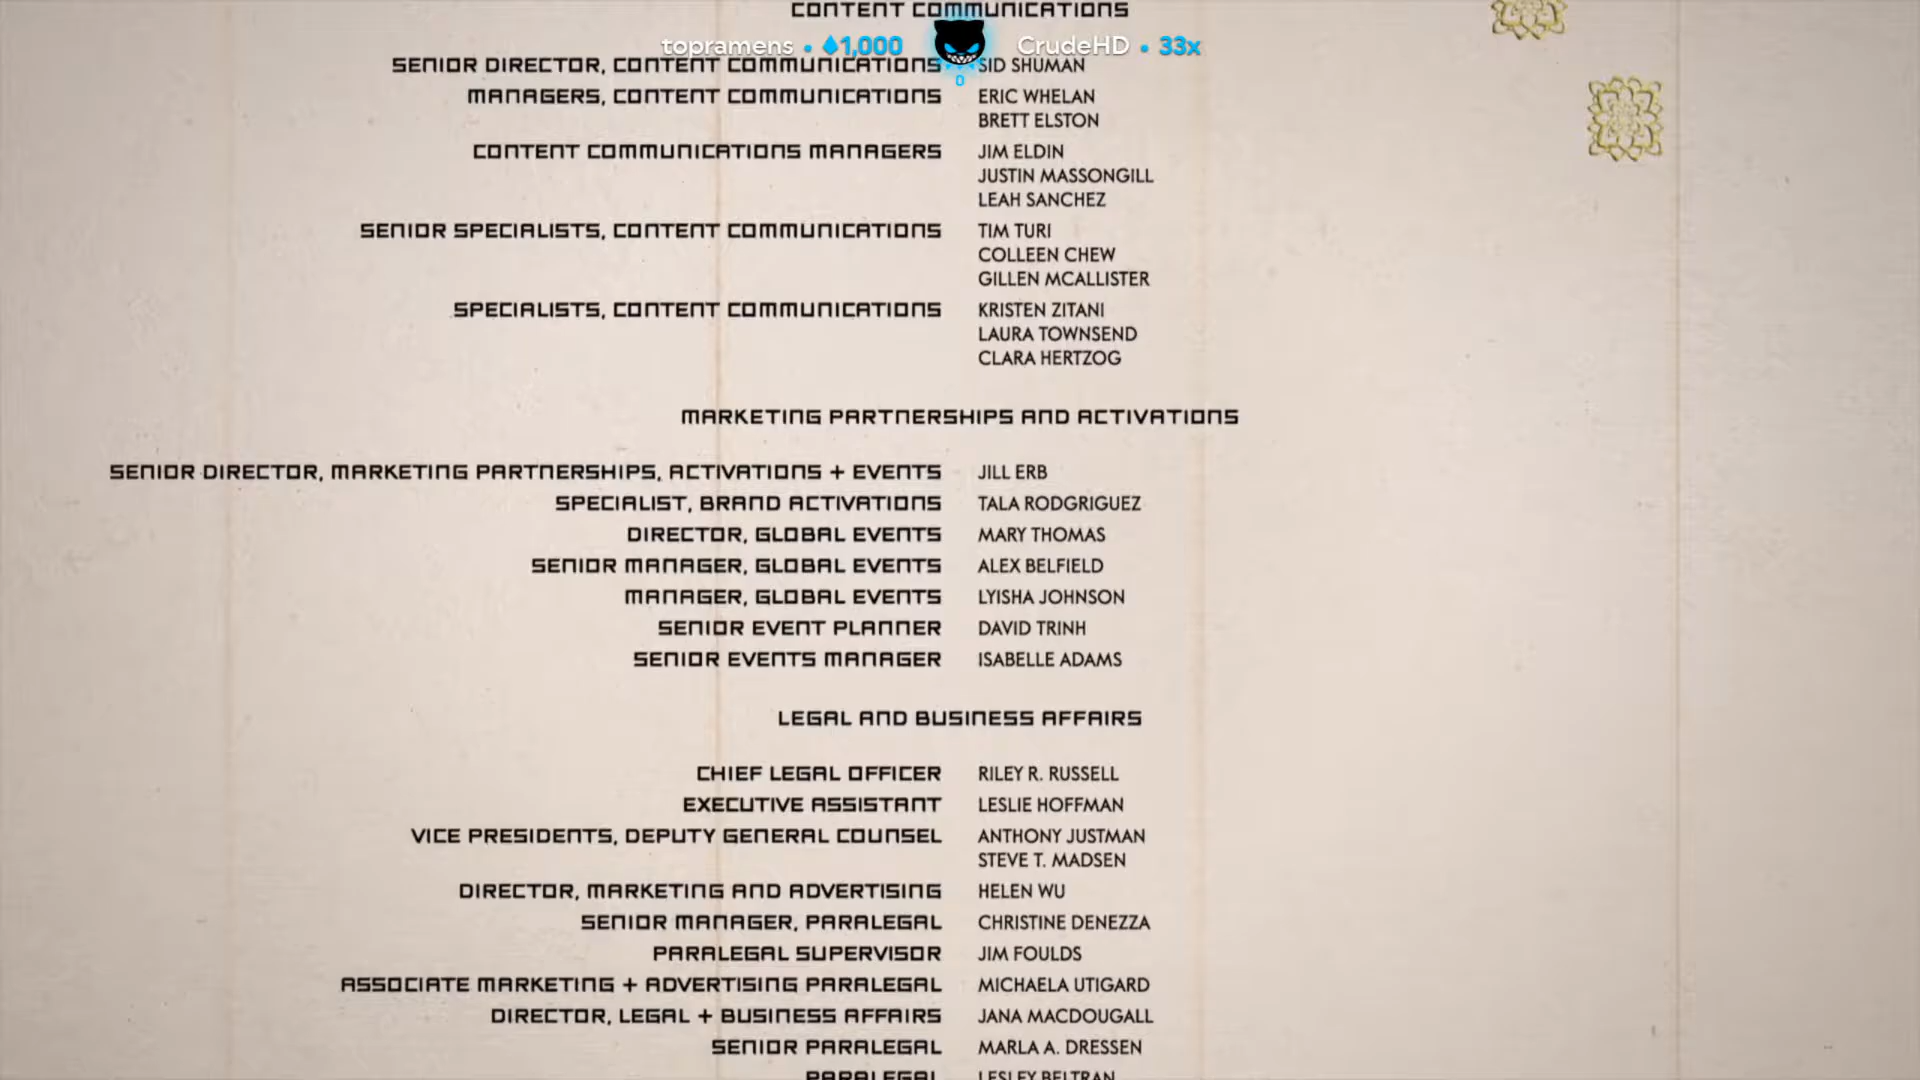 CONTENT COMMUNICATIONS
topramens • 1,000 CrudeHD • 33x
0
SENIOR DIRECTOR, CONTENT COMMUNICATIONS SID SHUMAN
MANAGERS, CONTENT COMMUNICATIONS ERIC WHELAN
BRETT ELSTON
CONTENT COMMUNICATIONS MANAGERS JIM ELDIN
JUSTIN MASSONGILL
LEAH SANCHEZ
SENIOR SPECIALISTS, CONTENT COMMUNICATIONS TIM TURI
COLLEEN CHEW
GILLEN MCALLISTER
SPECIALISTS, CONTENT COMMUNICATIONS KRISTEN ZITANI
LAURA TOWNSEND
CLARA HERTZOG
MARKETING PARTNERSHIPS AND ACTIVATIONS
SENIOR DIRECTOR, MARKETING PARTNERSHIPS, ACTIVATIONS + EVENTS JILL ERB
SPECIALIST, BRAND ACTIVATIONS TALA RODGRIGUEZ
DIRECTOR, GLOBAL EVENTS MARY THOMAS
SENIOR MANAGER, GLOBAL EVENTS ALEX BELFIELD
MANAGER, GLOBAL EVENTS LYISHA JOHNSON
SENIOR EVENT PLANNER DAVID TRINH
SENIOR EVENTS MANAGER ISABELLE ADAMS
LEGAL AND BUSINESS AFFAIRS
CHIEF LEGAL OFFICER RILEY R. RUSSELL
EXECUTIVE ASSISTANT LESLIE HOFFMAN
VICE PRESIDENTS, DEPUTY GENERAL COUNSEL ANTHONY JUSTMAN
STEVE T. MADSEN
DIRECTOR, MARKETING AND ADVERTISING HELEN WU
SENIOR MANAGER, PARALEGAL CHRISTINE DENEZZA
PARALEGAL SUPERVISOR JIM FOULDS
ASSOCIATE MARKETING + ADVERTISING PARALEGAL MICHAELA UTIGARD
DIRECTOR, LEGAL + BUSINESS AFFAIRS JANA MACDOUGALL
SENIOR PARALEGAL MARLA A. DRESSEN
PARALEGAL LESLEY BELTRAN